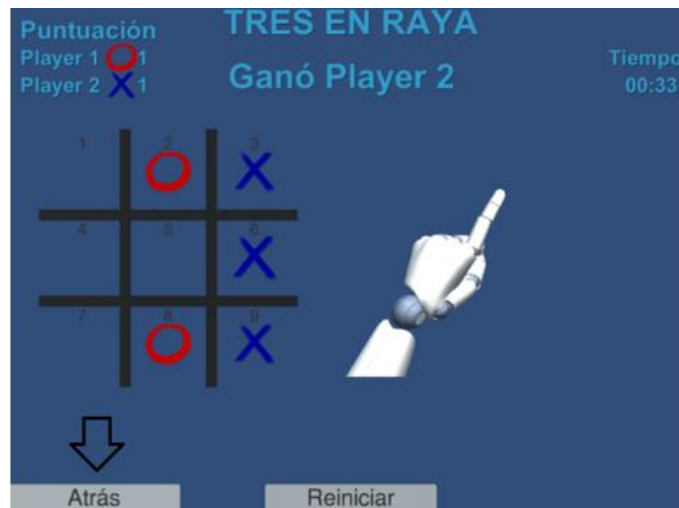 TRES EN RAYA
Puntuación
Player 1 O 1
Player 2 X 1
Ganó Player 2
Tiempo
00:33
1 2 3
O X
4 5 6
X
7 8 9
O X
Atrás
Reiniciar